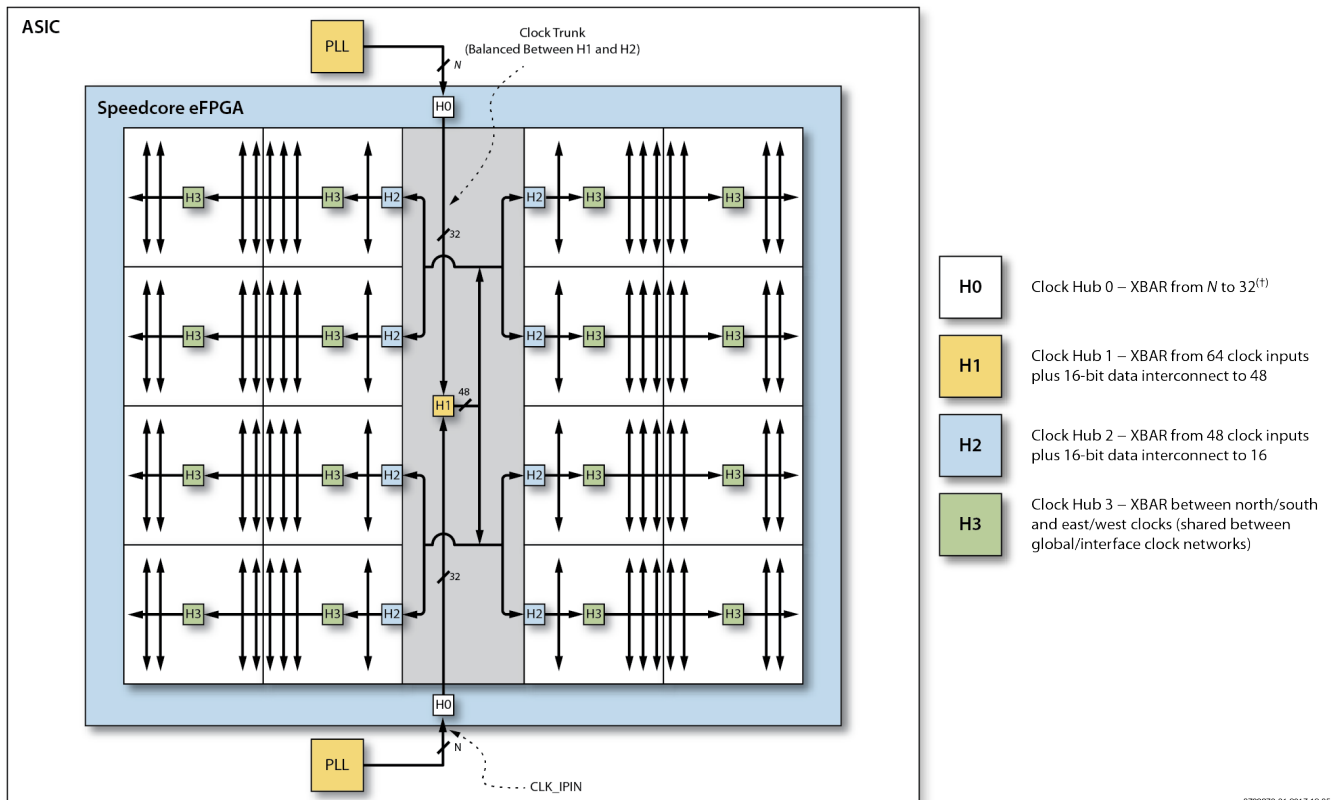 ASIC
PLL
N
Clock Trunk
(Balanced Between H1 and H2)
Speedcore eFPGA
H0
H3
H3
H2
H2
H3
H3
32
H3
H3
H2
H2
H3
H3
H1
48
H3
H3
H2
H2
H3
H3
32
H3
H3
H2
H2
H3
H3
H0
PLL
N
CLK_IPIN
H0
Clock Hub 0 – XBAR from N to 32(†)
H1
Clock Hub 1 – XBAR from 64 clock inputs
plus 16-bit data interconnect to 48
H2
Clock Hub 2 – XBAR from 48 clock inputs
plus 16-bit data interconnect to 16
H3
Clock Hub 3 – XBAR between north/south
and east/west clocks (shared between
global/interface clock networks)